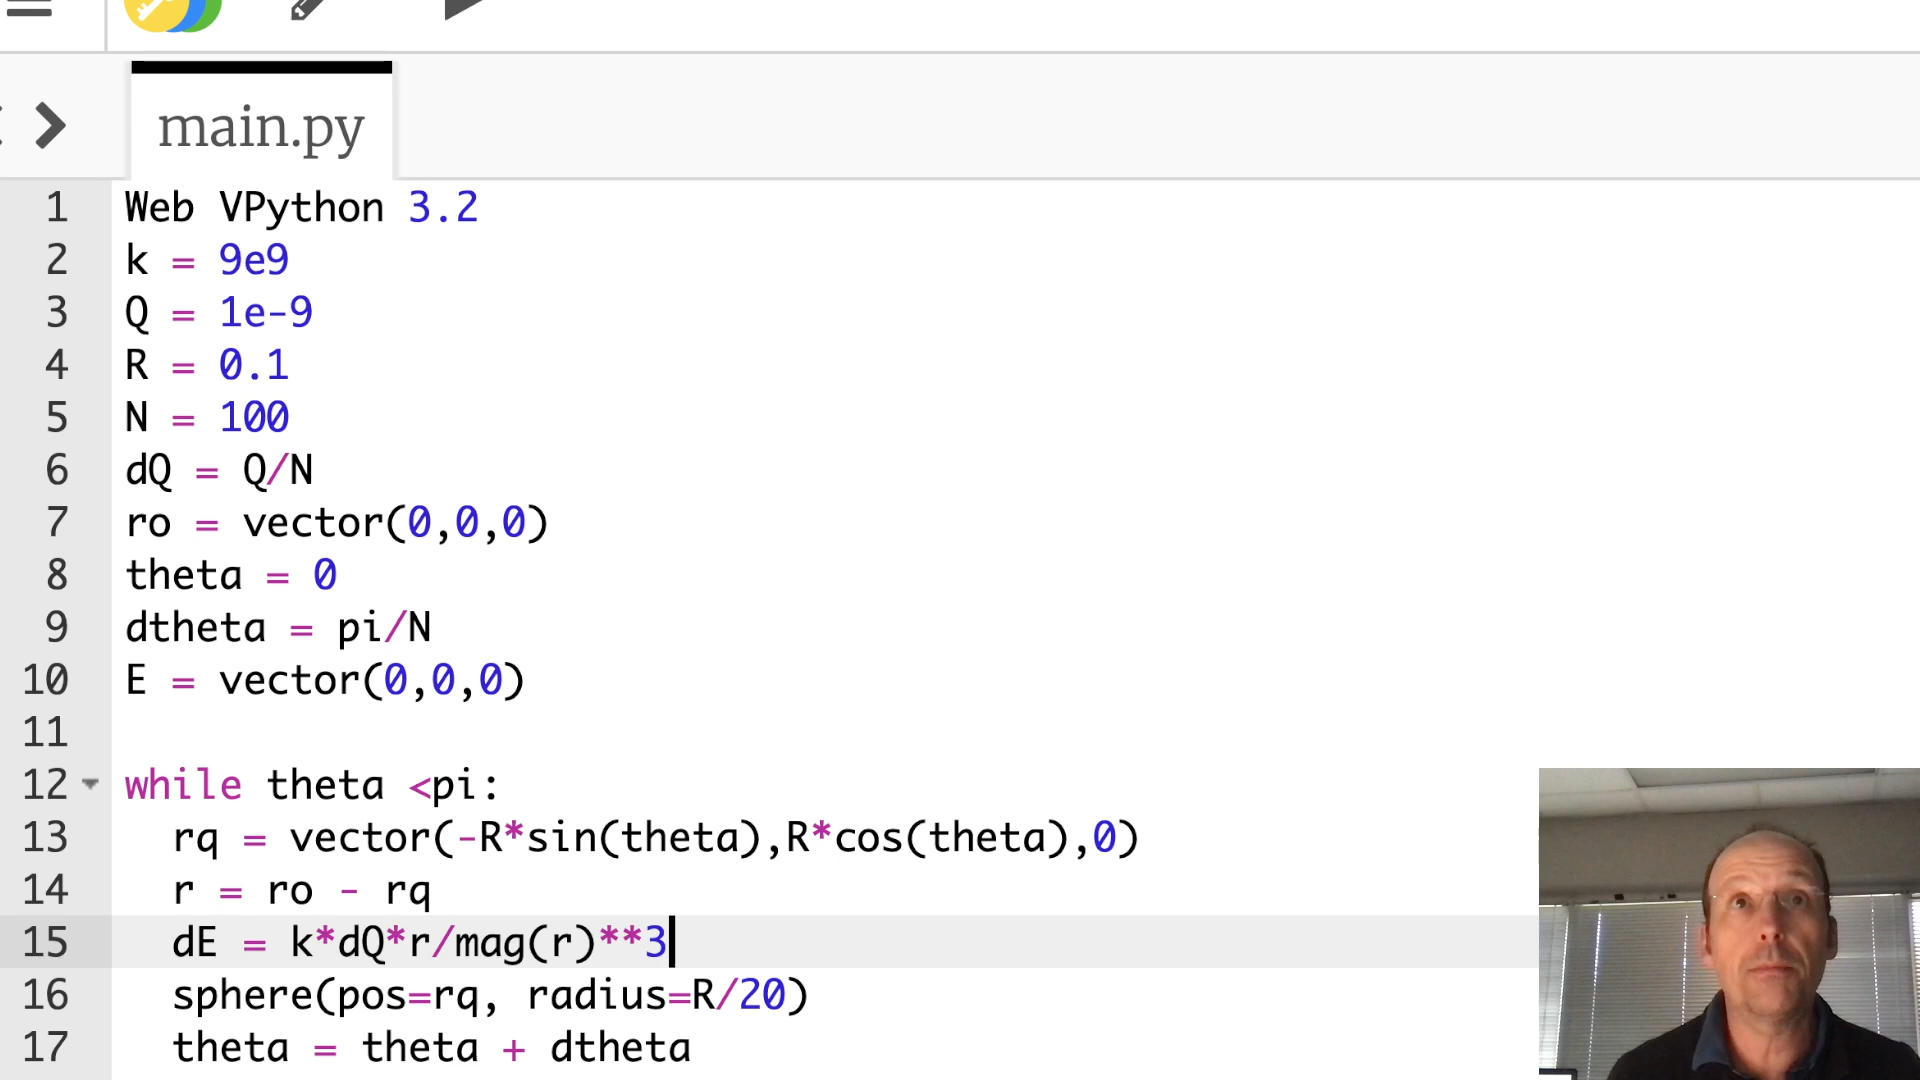 main.py
1 Web VPython 3.2
2 k = 9e9
3 Q = 1e-9
4 R = 0.1
5 N = 100
6 dQ = Q/N
7 ro = vector(0,0,0)
8 theta = 0
9 dtheta = pi/N
10 E = vector(0,0,0)
11
12 while theta <pi:
13 rq = vector(-R*sin(theta),R*cos(theta),0)
14 r = ro - rq
15 dE = k*dQ*r/mag(r)**3
16 sphere(pos=rq, radius=R/20)
17 theta = theta + dtheta